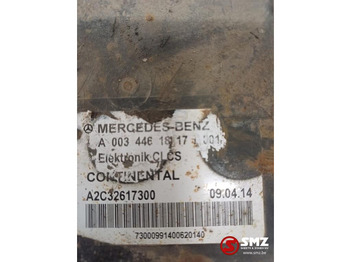 MERCEDES-BENZ
A 003 446 18 17 001
Elektronik CLCS
CONTINENTAL
A2C32617300 09.04.14
73000991400620140
SMZ